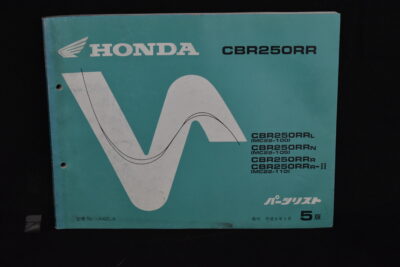 HONDA
CBR250RR
CBR250RRL
(MC22-100)
CBR250RRN
(MC22-105)
CBR250RRR
CBR250RRR-II
(MC22-110)
パーツリスト
5版